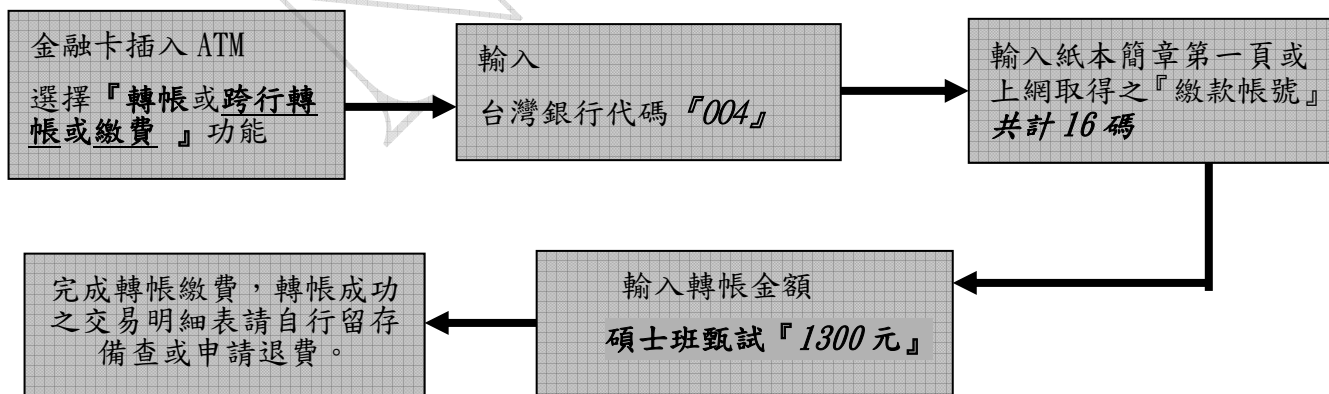 金融卡插入 ATM
選擇『轉帳或跨行轉
帳或繳費 』功能
輸入
台灣銀行代碼『004』
輸入紙本簡章第一頁或
上網取得之『繳款帳號』
共計 16 碼
輸入轉帳金額
碩士班甄試『1300 元』
完成轉帳繳費，轉帳成功
之交易明細表請自行留存
備查或申請退費。